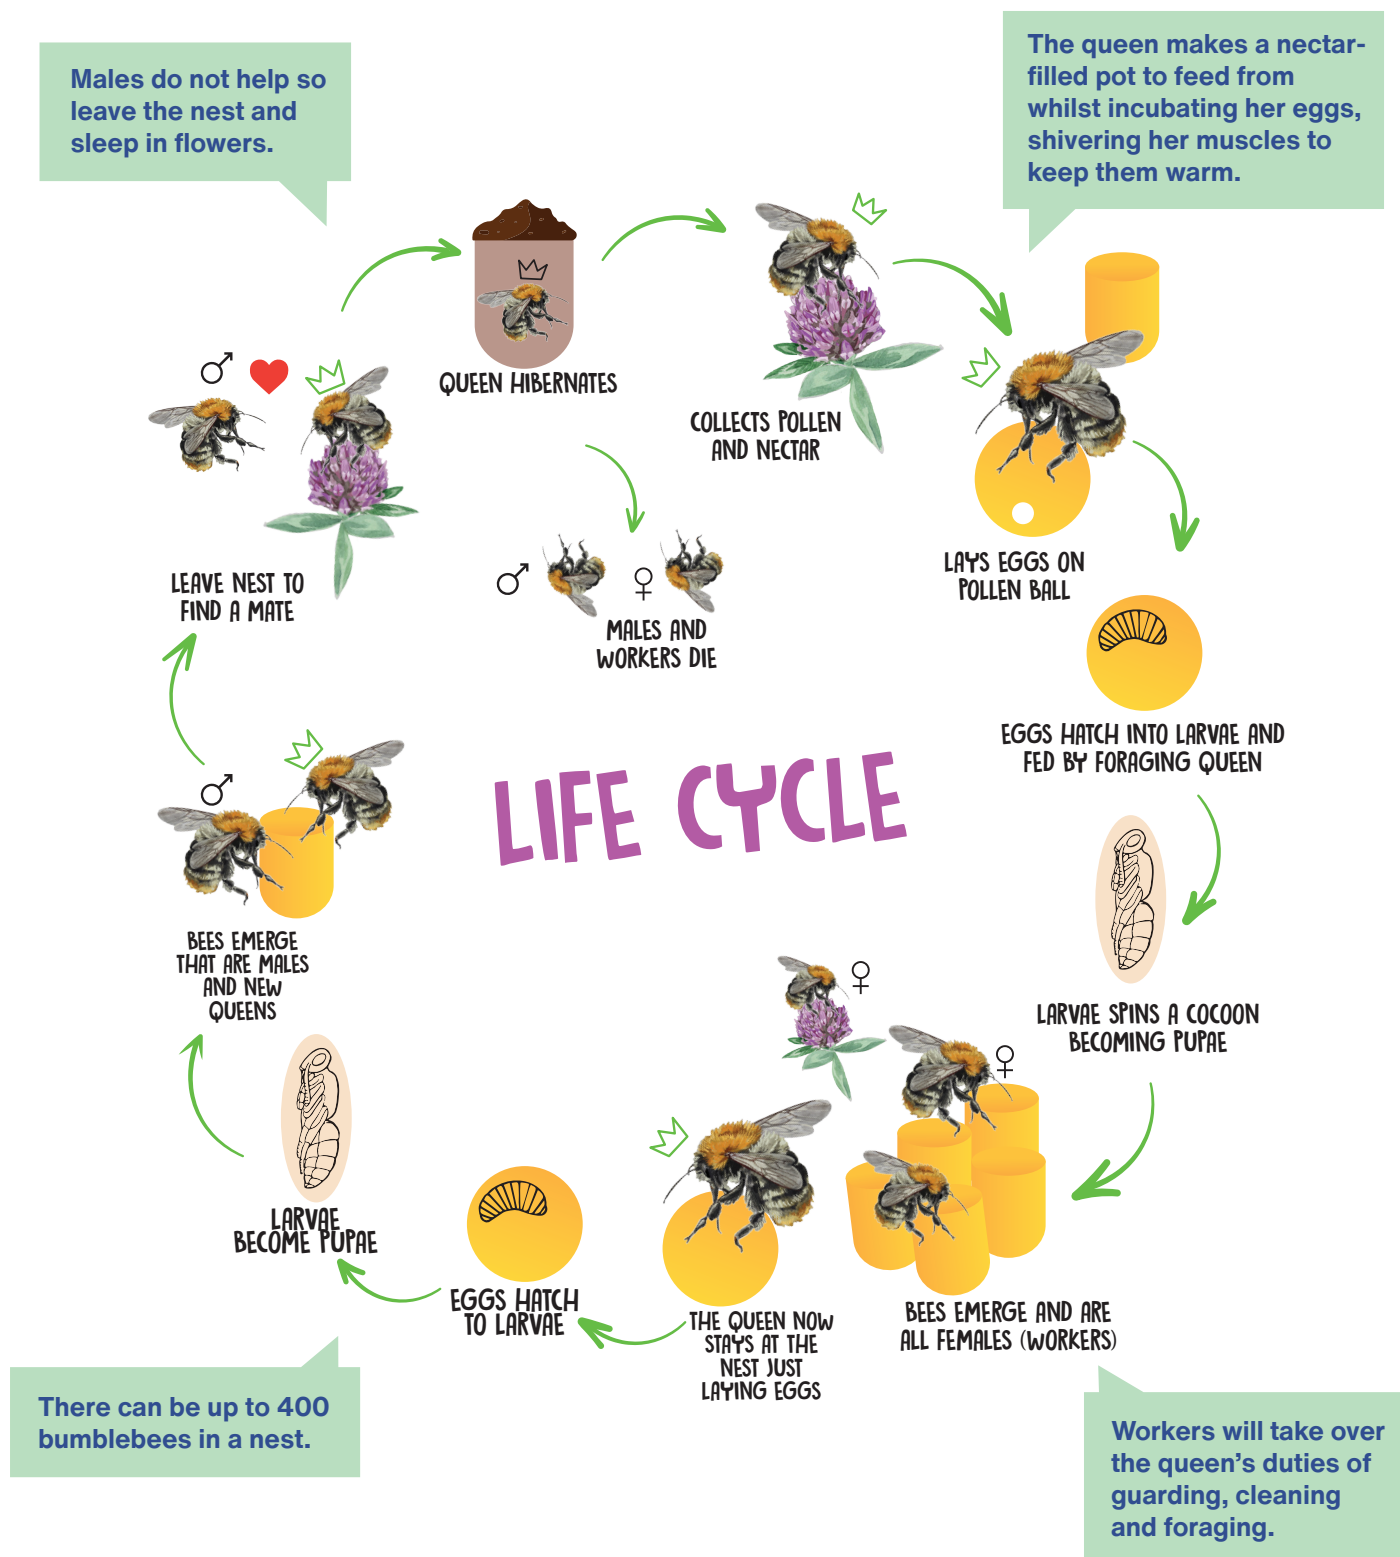 Males do not help so
leave the nest and
sleep in flowers.
The queen makes a nectar-
filled pot to feed from
whilst incubating her eggs,
shivering her muscles to
keep them warm.
QUEEN HIBERNATES
COLLECTS POLLEN
AND NECTAR
LAYS EGGS ON
POLLEN BALL
EGGS HATCH INTO LARVAE AND
FED BY FORAGING QUEEN
LARVAE SPINS A COCOON
BECOMING PUPAE
BEES EMERGE AND ARE
ALL FEMALES (WORKERS)
Workers will take over
the queen's duties of
guarding, cleaning
and foraging.
THE QUEEN NOW
STAYS AT THE
NEST JUST
LAYING EGGS
EGGS HATCH
TO LARVAE
LARVAE
BECOME PUPAE
There can be up to 400
bumblebees in a nest.
BEES EMERGE
THAT ARE MALES
AND NEW
QUEENS
LEAVE NEST TO
FIND A MATE
MALES AND
WORKERS DIE
LIFE CYCLE